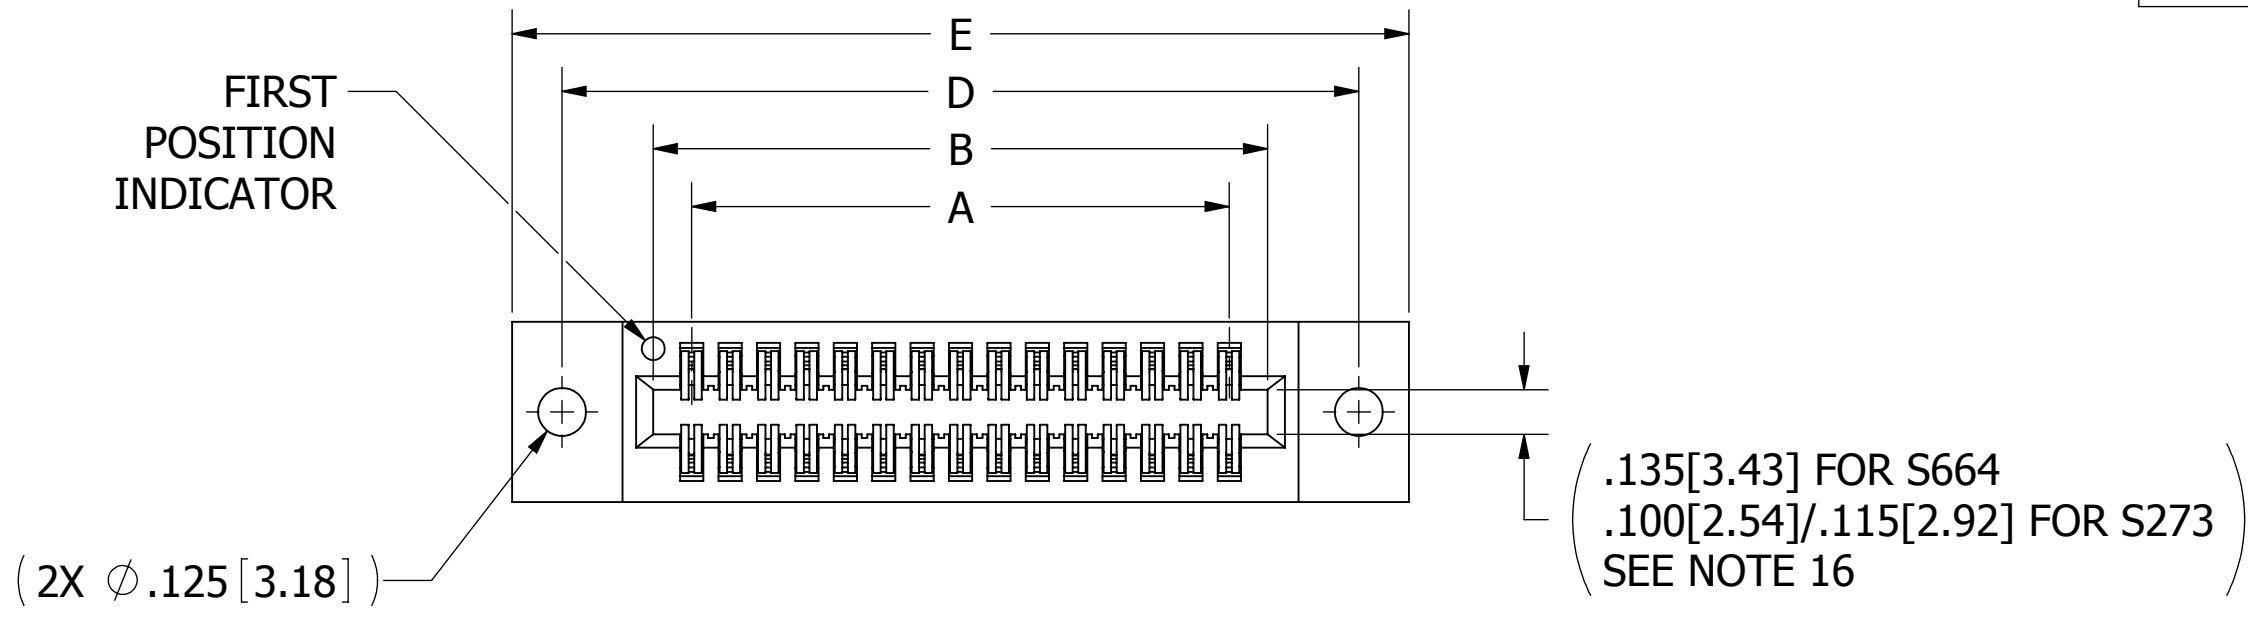 E
D
B
A
FIRST
POSITION
INDICATOR
.135[3.43] FOR S664
.100[2.54]/.115[2.92] FOR S273
SEE NOTE 16
(2X ∅.125[3.18])